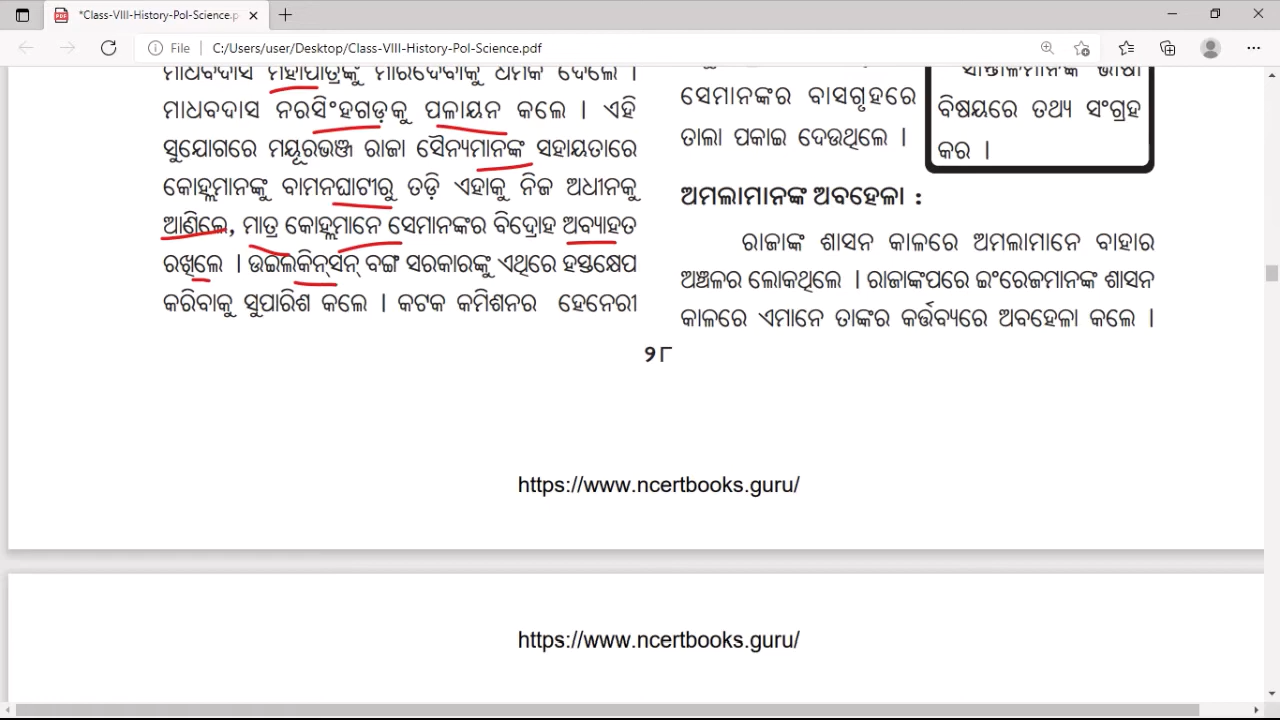 *Class-VIII-History-Pol-Science.p
File
C:/Users/user/Desktop/Class-VIII-History-Pol-Science.pdf
ମାଧବଦାସ ମହାପାତ୍ରଙ୍କୁ ମାରିଦେବାକୁ ଧମକ ଦେଲେ ।
ମାଧବଦାସ ନରସିଂହଗଡ଼କୁ ପଳାୟନ କଲେ । ଏହି
ସୁଯୋଗରେ ମୟୂରଭଞ୍ଜ ରାଜା ସୈନ୍ୟମାନଙ୍କ ସହାୟତାରେ
କୋହ୍ଲମାନଙ୍କୁ ବାମନଘାଟୀରୁ ତଡ଼ି ଏହାକୁ ନିଜ ଅଧୀନକୁ
ଆଣିଲେ, ମାତ୍ର କୋହ୍ଲମାନେ ସେମାନଙ୍କର ବିଦ୍ରୋହ ଅବ୍ୟାହତ
ରଖିଲେ । ଉଇଲକିନ୍‌ସନ୍ ବଙ୍ଗ ସରକାରଙ୍କୁ ଏଥିରେ ହସ୍ତକ୍ଷେପ
କରିବାକୁ ସୁପାରିଶ କଲେ । କଟକ କମିଶନର ହେନେରୀ
ସେମାନଙ୍କର ବାସଗୃହରେ
ତାଲା ପକାଇ ଦେଉଥିଲେ ।
ସାନ୍ତାଳମାନଙ୍କ ଭାଷା
ବିଷୟରେ ତଥ୍ୟ ସଂଗ୍ରହ
କର ।
ଅମଲାମାନଙ୍କ ଅବହେଳା :
ରାଜାଙ୍କ ଶାସନ କାଳରେ ଅମଲାମାନେ ବାହାର
ଅଞ୍ଚଳର ଲୋକଥିଲେ । ରାଜାଙ୍କପରେ ଇଂରେଜମାନଙ୍କ ଶାସନ
କାଳରେ ଏମାନେ ତାଙ୍କର କର୍ତ୍ତବ୍ୟରେ ଅବହେଳା କଲେ ।
୨୮
https://www.ncertbooks.guru/
https://www.ncertbooks.guru/